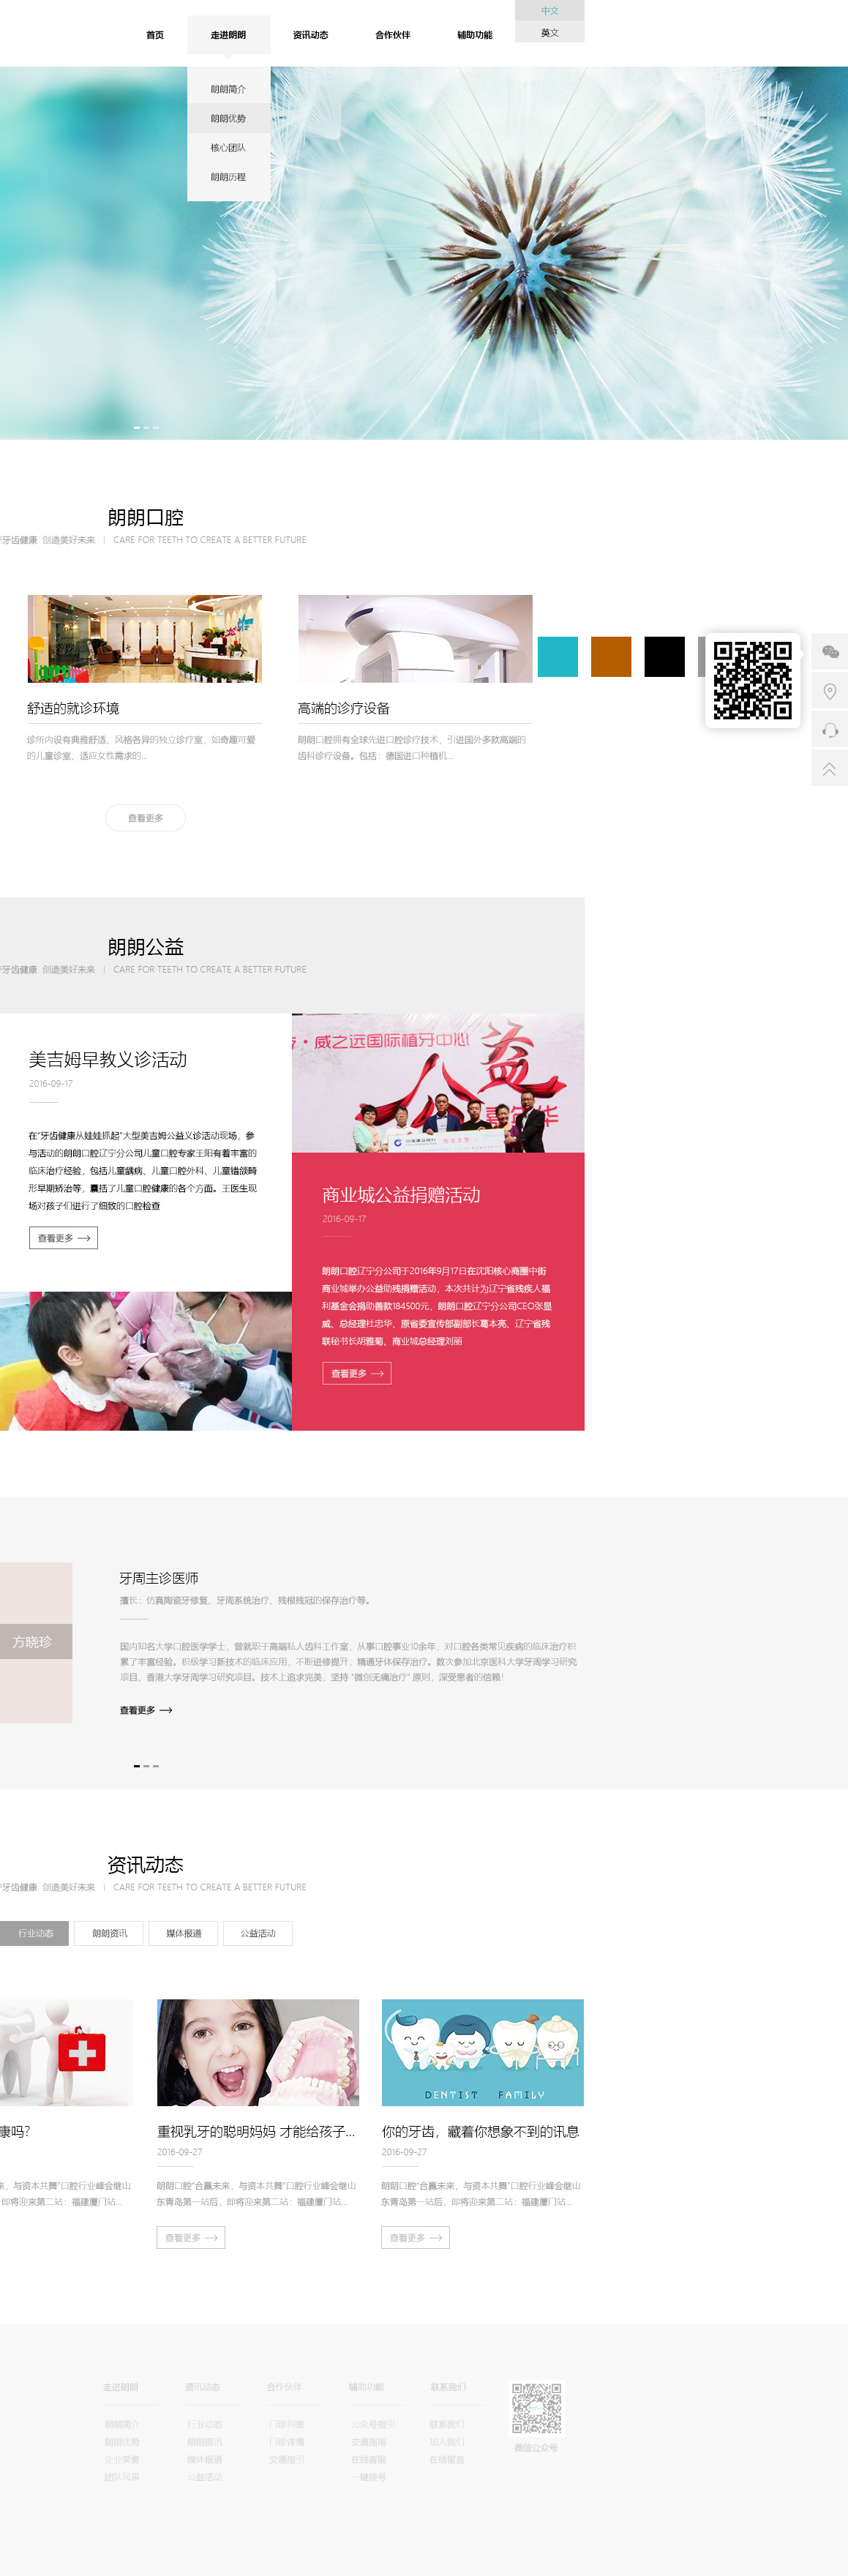 中文
首页 走进朗朗 资讯动态 合作伙伴 辅助功能
英文
朗朗简介
朗朗优势
核心团队
朗朗历程
朗朗口腔
牙齿健康 创造美好未来 | CARE FOR TEETH TO CREATE A BETTER FUTURE
舒适的就诊环境
诊所内设有典雅舒适，风格各异的独立诊疗室，如奇趣可爱
的儿童诊室、适应女性需求的...
高端的诊疗设备
朗朗口腔拥有全球先进口腔诊疗技术，引进国外多款高端的
齿科诊疗设备。包括：德国进口种植机...
查看更多
朗朗公益
牙齿健康 创造美好未来 | CARE FOR TEETH TO CREATE A BETTER FUTURE
美吉姆早教义诊活动
2016-09-17
在"牙齿健康从娃娃抓起"大型美吉姆公益义诊活动现场，参
与活动的朗朗口腔辽宁分公司儿童口腔专家王阳有着丰富的
临床治疗经验，包括儿童龋病、儿童口腔外科、儿童错颌畸
形早期矫治等，囊括了儿童口腔健康的各个方面。王医生现
场对孩子们进行了细致的口腔检查
查看更多
·威之远国际植牙中心
益
商业城公益捐赠活动
2016-09-17
朗朗口腔辽宁分公司于2016年9月17日在沈阳核心商圈中街
商业城举办公益助残捐赠活动，本次共计为辽宁省残疾人福
利基金会捐助善款184500元，朗朗口腔辽宁分公司CEO张显
威、总经理杜忠华、原省委宣传部副部长葛本亮、辽宁省残
联秘书长胡雅菊、商业城总经理刘丽
查看更多
方晓珍
牙周主诊医师
擅长：仿真陶瓷牙修复、牙周系统治疗、残根残冠的保存治疗等。
国内知名大学口腔医学学士，曾就职于高端私人齿科工作室，从事口腔事业10余年，对口腔各类常见疾病的临床治疗积
累了丰富经验。积极学习新技术的临床应用，不断进修提升，精通牙体保存治疗。数次参加北京医科大学牙周学习研究
项目、香港大学牙周学习研究项目。技术上追求完美，坚持 "微创无痛治疗" 原则，深受患者的信赖！
查看更多
资讯动态
牙齿健康 创造美好未来 | CARE FOR TEETH TO CREATE A BETTER FUTURE
行业动态 朗朗资讯 媒体报道 公益活动
DENTIST FAMILY
康吗?
来，与资本共舞"口腔行业峰会继山
即将迎来第二站：福建厦门站...
重视乳牙的聪明妈妈 才能给孩子...
2016-09-27
朗朗口腔"合赢未来，与资本共舞"口腔行业峰会继山
东青岛第一站后，即将迎来第二站：福建厦门站...
查看更多
你的牙齿，藏着你想象不到的讯息
2016-09-27
朗朗口腔"合赢未来，与资本共舞"口腔行业峰会继山
东青岛第一站后，即将迎来第二站：福建厦门站...
查看更多
走进朗朗 资讯动态 合作伙伴 辅助功能 联系我们
朗朗简介 行业动态 门诊列表 公众号指引 联系我们
朗朗优势 朗朗资讯 门诊详情 交通指南 加入我们
企业荣誉 媒体报道 交通指引 在线客服 在线留言
团队风采 公益活动 一键拨号
微信公众号